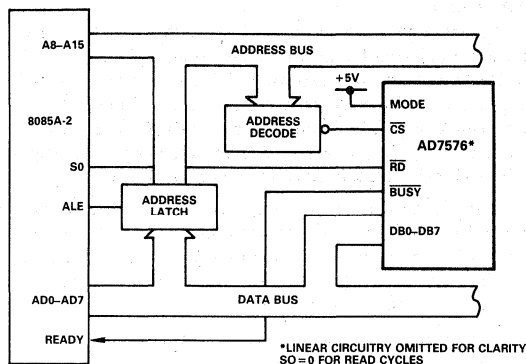 A8–A15
ADDRESS BUS
+5V
MODE
8085A-2
ADDRESS
DECODE
CS
AD7576*
S0
RD
ALE
ADDRESS
LATCH
BUSY
DB0–DB7
AD0–AD7
DATA BUS
READY
*LINEAR CIRCUITRY OMITTED FOR CLARITY
SO = 0 FOR READ CYCLES